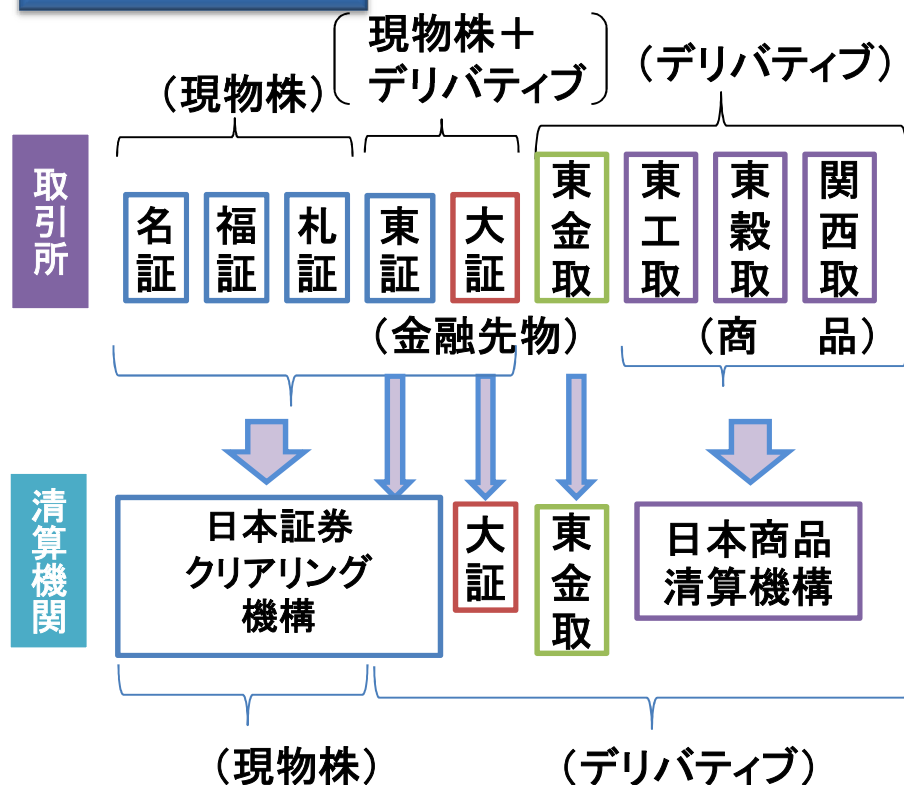 現物株＋
デリバティブ
（現物株）
（デリバティブ）
取引所
名証
福証
札証
東証
大証
東金取
東工取
東穀取
関西取
（金融先物）
（商　品）
清算機関
日本証券
クリアリング
機構
大証
東金取
日本商品
清算機構
（現物株）
（デリバティブ）